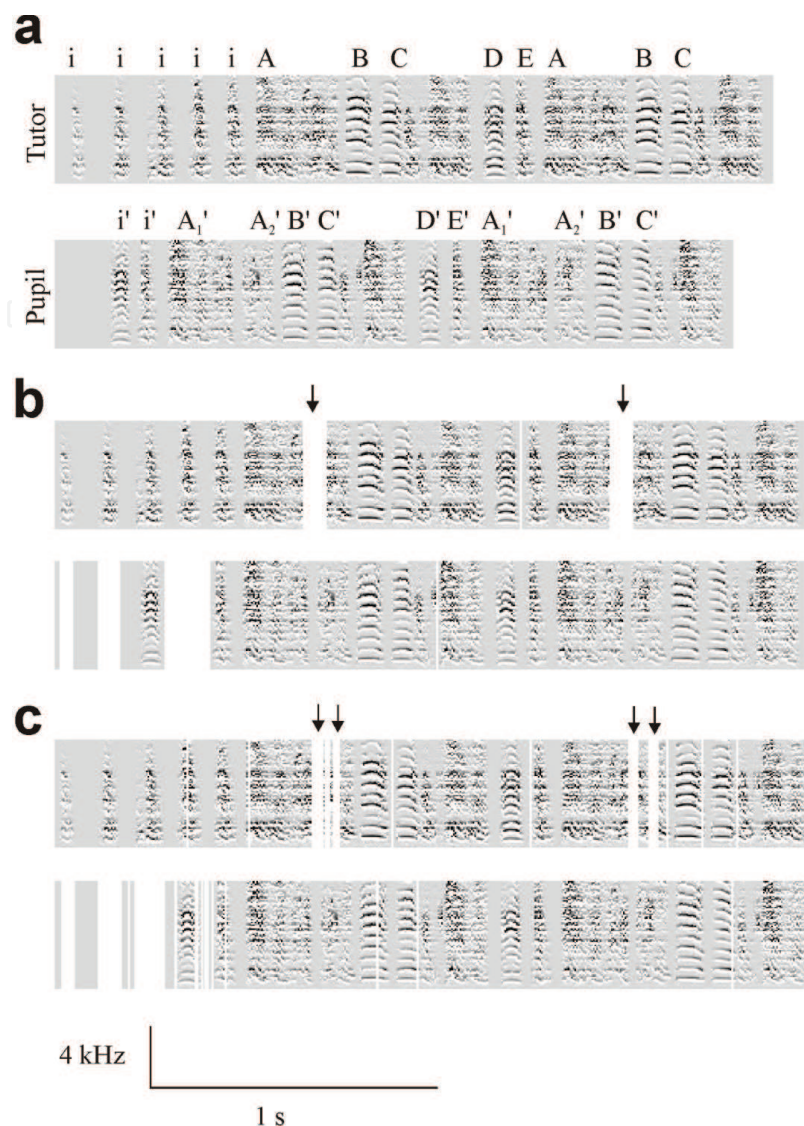 a
i i i i i A B C D E A B C
Tutor
i' i' A₁' A₂' B' C' D' E' A₁' A₂' B' C'
Pupil
b
c
4 kHz
1 s